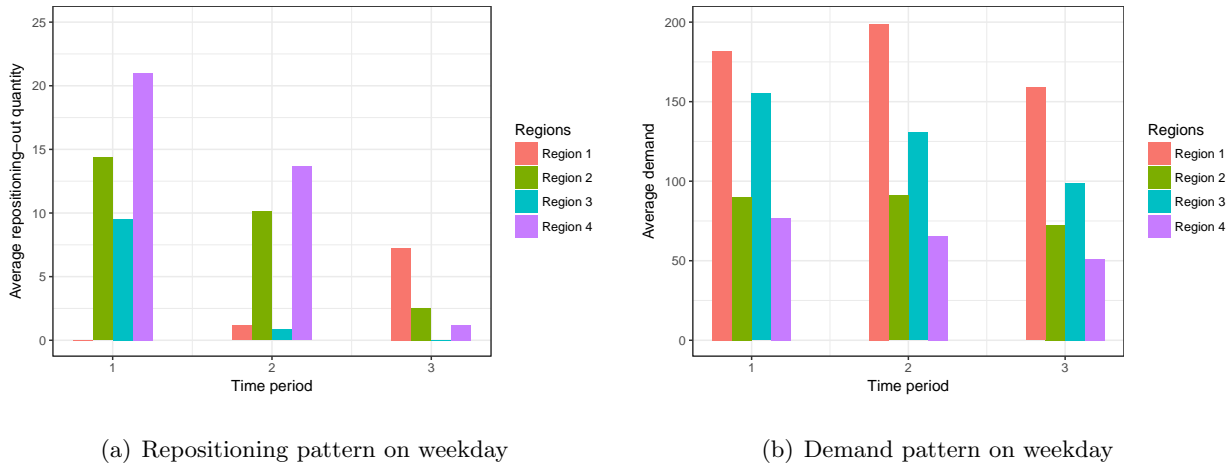 25
20
15
10
5
0
Average repositioning−out quantity
1 2 3
Time period
Regions
Region 1
Region 2
Region 3
Region 4
(a) Repositioning pattern on weekday
200
150
100
50
0
Average demand
1 2 3
Time period
Regions
Region 1
Region 2
Region 3
Region 4
(b) Demand pattern on weekday